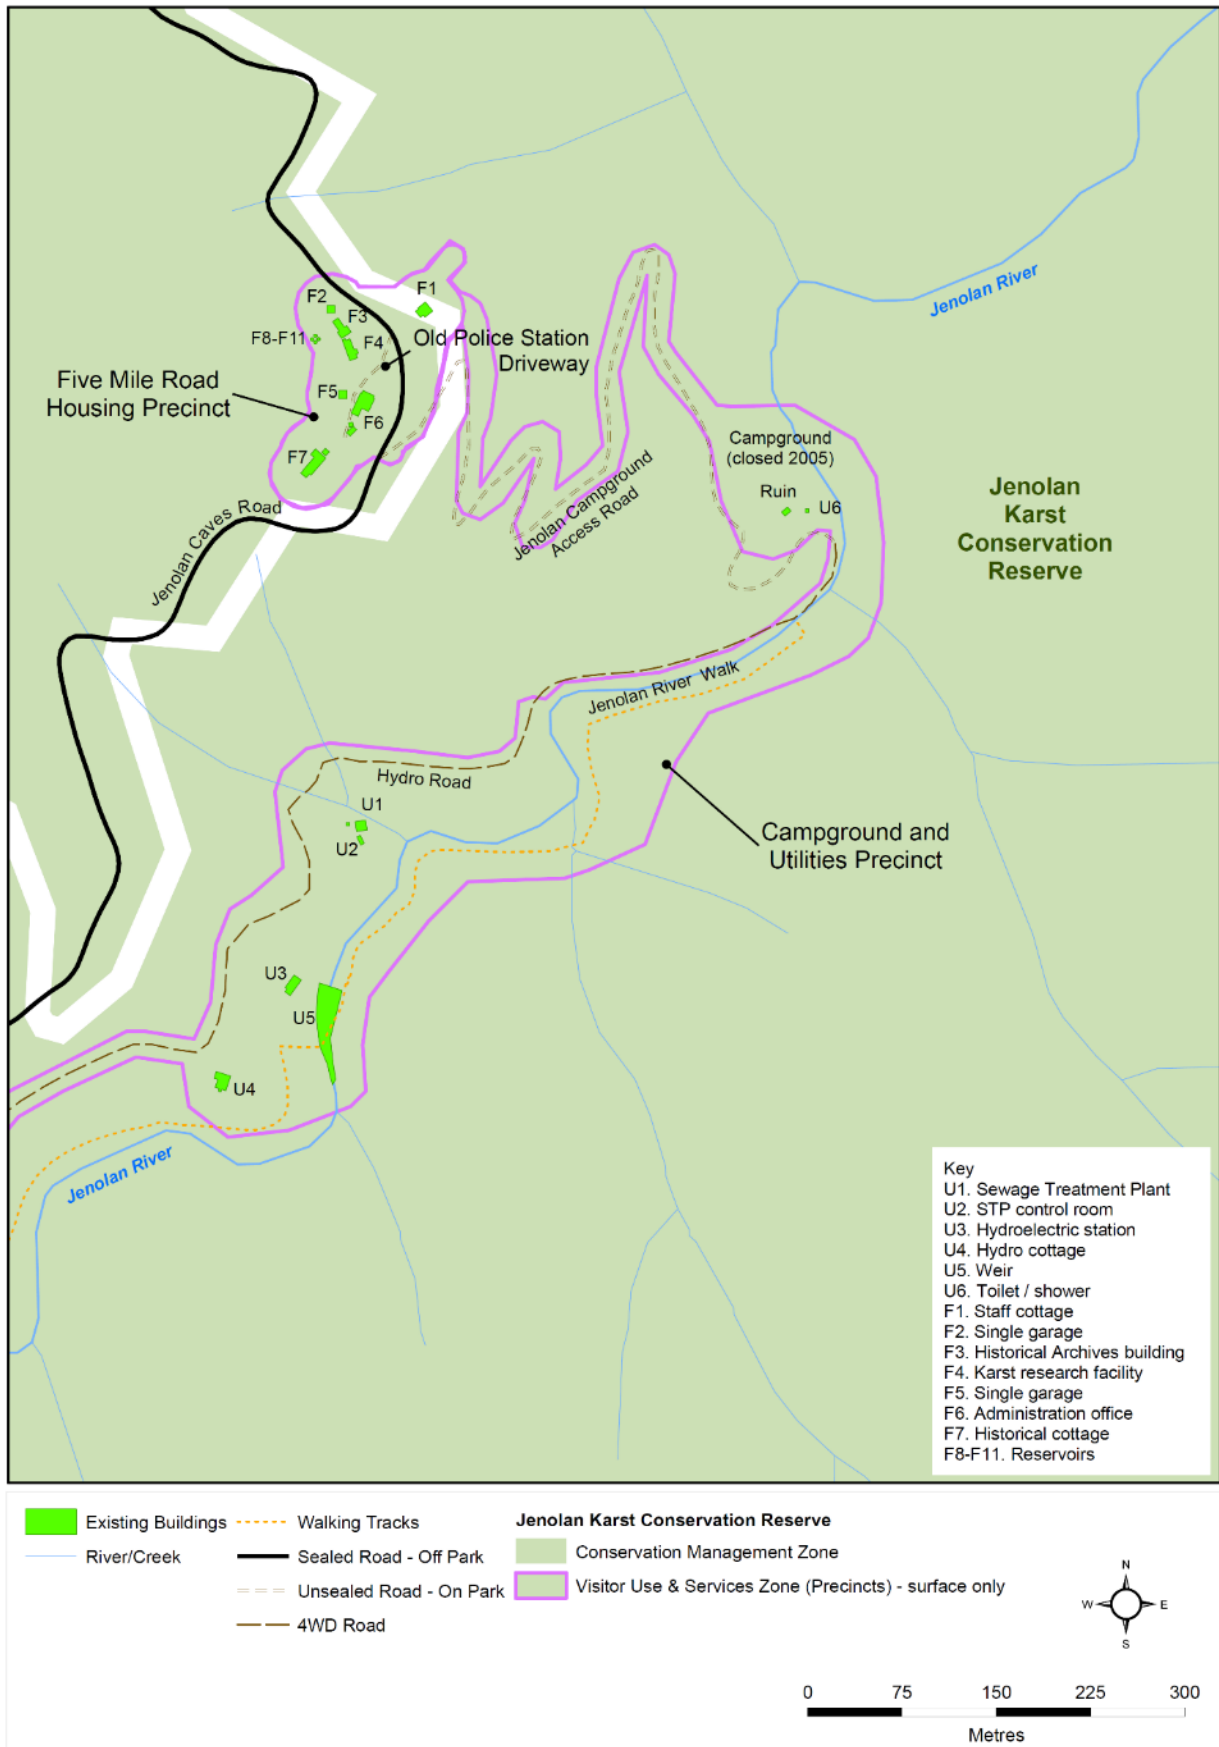 Jenolan River
F1
F2
F3
F8-F11
F4
Old Police Station
Driveway
Five Mile Road
Housing Precinct
F5
F6
F7
Campground
(closed 2005)
Ruin
U6
Jenolan
Karst
Conservation
Reserve
Jenolan Campground
Access Road
Jenolan Caves Road
Jenolan River Walk
Hydro Road
U1
U2
Campground and
Utilities Precinct
U3
U5
U4
Jenolan River
Key
U1. Sewage Treatment Plant
U2. STP control room
U3. Hydroelectric station
U4. Hydro cottage
U5. Weir
U6. Toilet / shower
F1. Staff cottage
F2. Single garage
F3. Historical Archives building
F4. Karst research facility
F5. Single garage
F6. Administration office
F7. Historical cottage
F8-F11. Reservoirs
Existing Buildings
River/Creek
Walking Tracks
Sealed Road - Off Park
Unsealed Road - On Park
4WD Road
Jenolan Karst Conservation Reserve
Conservation Management Zone
Visitor Use & Services Zone (Precincts) - surface only
N
W E
S
0 75 150 225 300
Metres